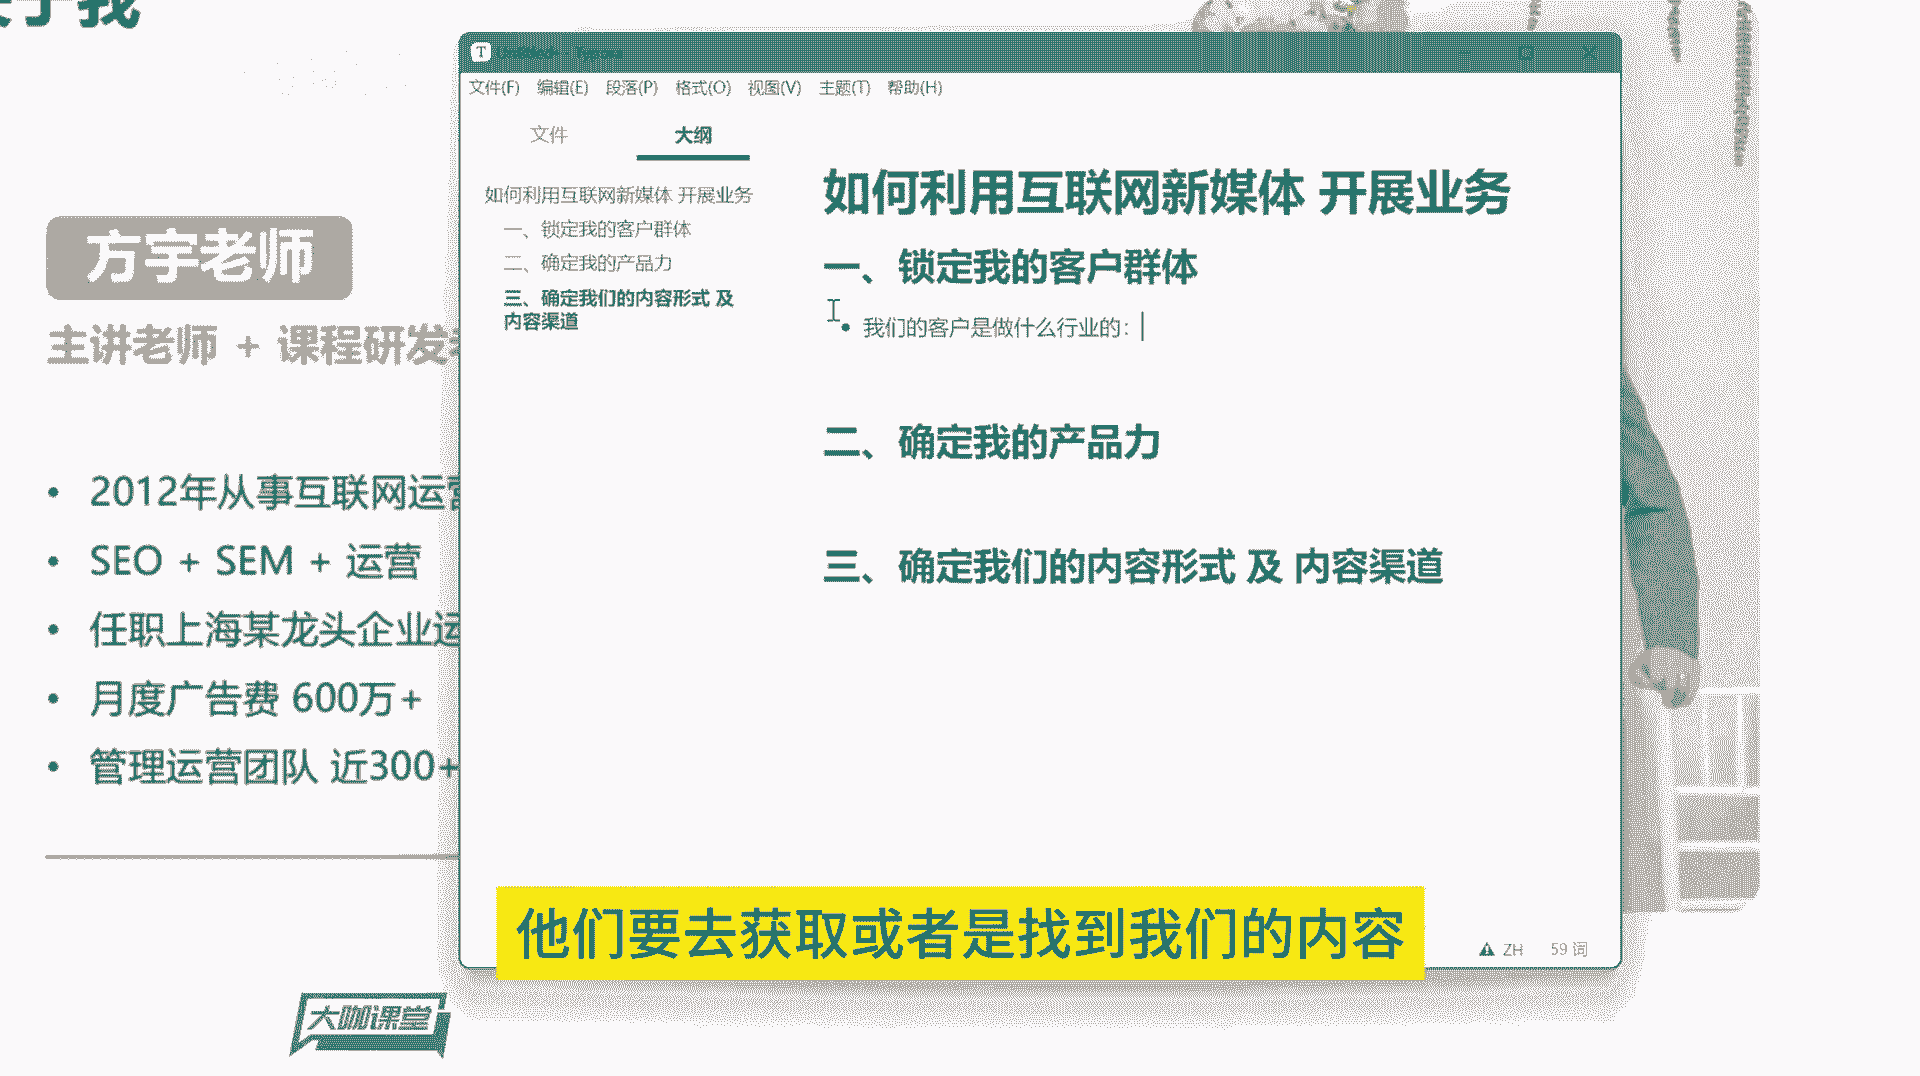 方宇老师
主讲老师 + 课程研发
2012年从事互联网运营
SEO + SEM + 运营
任职上海某龙头企业运
月度广告费 600万+
管理运营团队 近300+
大咖课堂
T
文件(F) 编辑(E) 段落(P) 格式(O) 视图(V) 主题(T) 帮助(H)
文件 大纲
如何利用互联网新媒体 开展业务
一、锁定我的客户群体
二、确定我的产品力
三、确定我们的内容形式 及
内容渠道
如何利用互联网新媒体 开展业务
一、锁定我的客户群体
我们的客户是做什么行业的：
二、确定我的产品力
三、确定我们的内容形式 及 内容渠道
ZH 59 词
他们要去获取或者是找到我们的内容